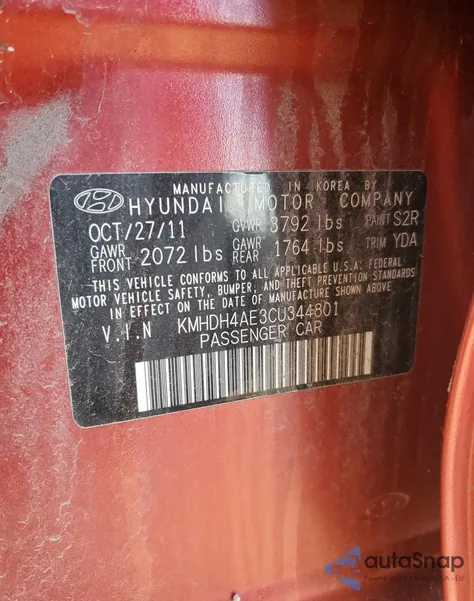 MANUFACTURED IN KOREA BY
HYUNDAI MOTOR COMPANY
OCT/27/11 GVWR 3792 lbs PAINT S2R
GAWR FRONT 2072 lbs GAWR REAR 1764 lbs TRIM YDA
THIS VEHICLE CONFORMS TO ALL APPLICABLE U.S.A. FEDERAL
MOTOR VEHICLE SAFETY, BUMPER, AND THEFT PREVENTION
STANDARDS IN EFFECT ON THE DATE OF MANUFACTURE SHOWN ABOVE.
V.I.N KMHDH4AE3CU344801
PASSENGER CAR
autaSnap